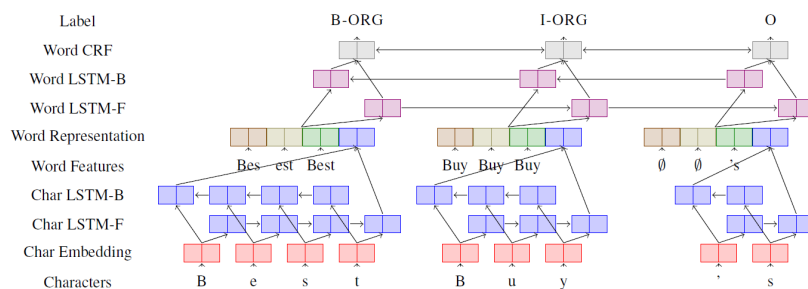 Label B-ORG I-ORG O
Word CRF
Word LSTM-B
Word LSTM-F
Word Representation
Word Features Bes est Best Buy Buy Buy ∅ ∅ 's
Char LSTM-B
Char LSTM-F
Char Embedding
Characters B e s t B u y ' s